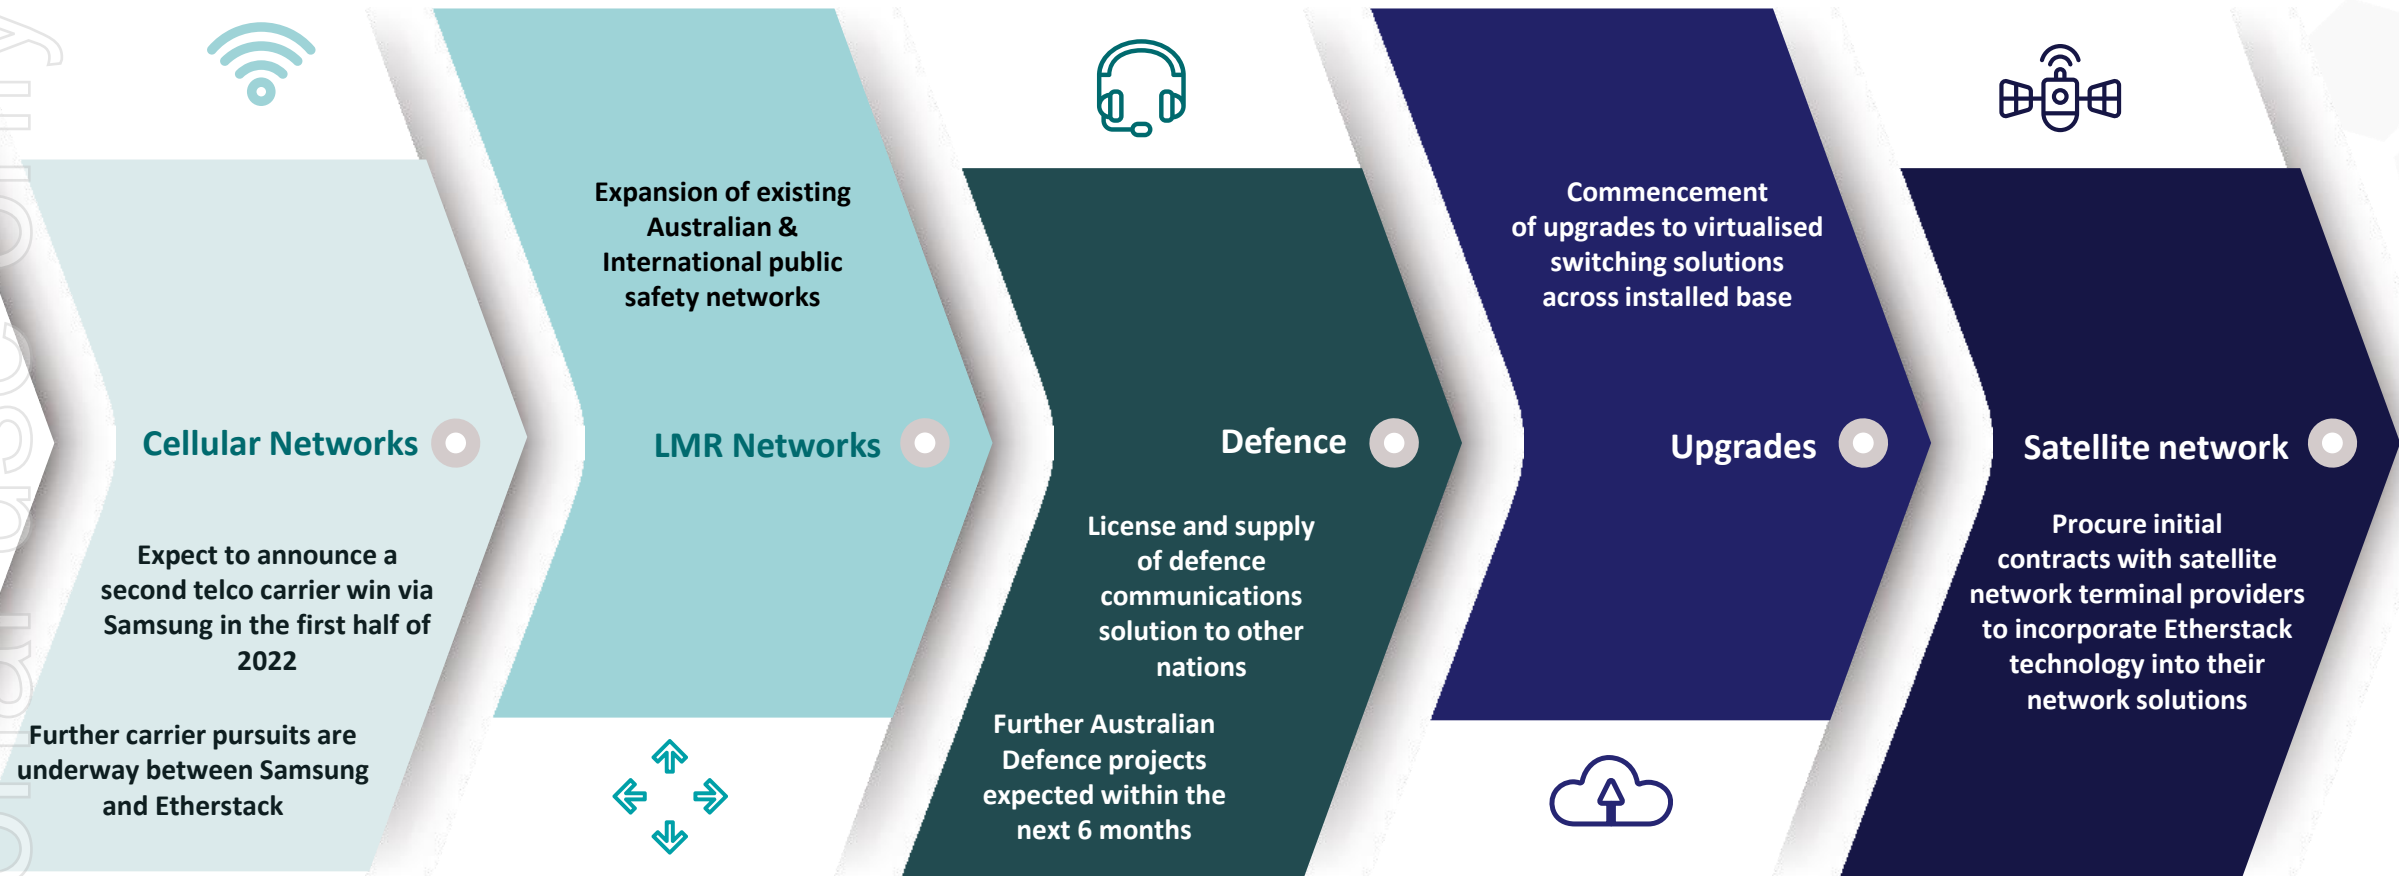 Cellular Networks
Expect to announce a
second telco carrier win via
Samsung in the first half of
2022
Further carrier pursuits are
underway between Samsung
and Etherstack
Expansion of existing
Australian &
International public
safety networks
LMR Networks
Defence
License and supply
of defence
communications
solution to other
nations
Further Australian
Defence projects
expected within the
next 6 months
Commencement
of upgrades to virtualised
switching solutions
across installed base
Upgrades
Satellite network
Procure initial
contracts with satellite
network terminal providers
to incorporate Etherstack
technology into their
network solutions